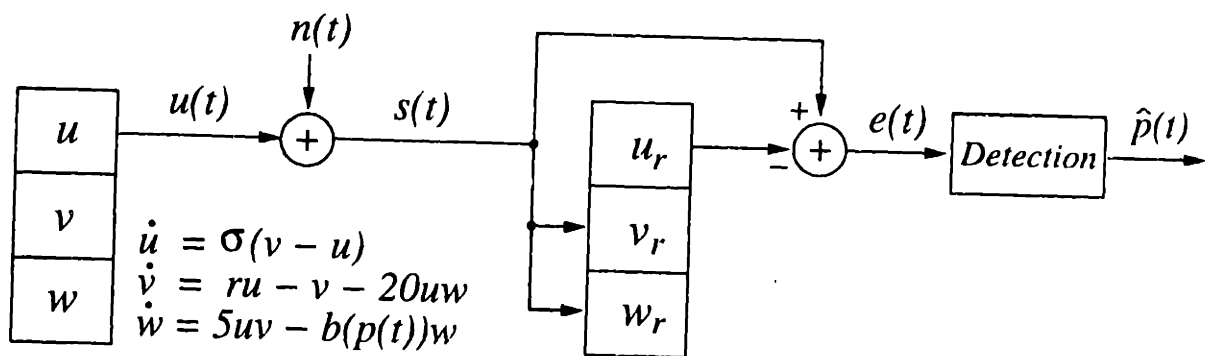 n(t)
u(t)
s(t)
e(t)
p̂(t)
+
+
−
+
u
v
w
u_r
v_r
w_r
Detection
u̇ = σ(v − u)
v̇ = ru − v − 20uw
ẇ = 5uv − b(p(t))w